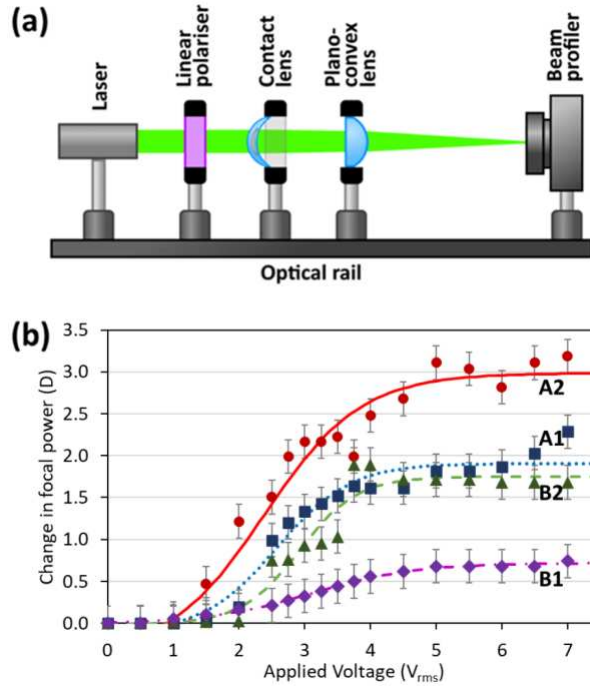 (a)
Laser
Linear
polariser
Contact
lens
Plano-
convex
lens
Beam
profiler
Optical rail
(b)
Change in focal power (D)
3.5
3.0
2.5
2.0
1.5
1.0
0.5
0.0
A2
A1
B2
B1
0 1 2 3 4 5 6 7
Applied Voltage (Vrms)